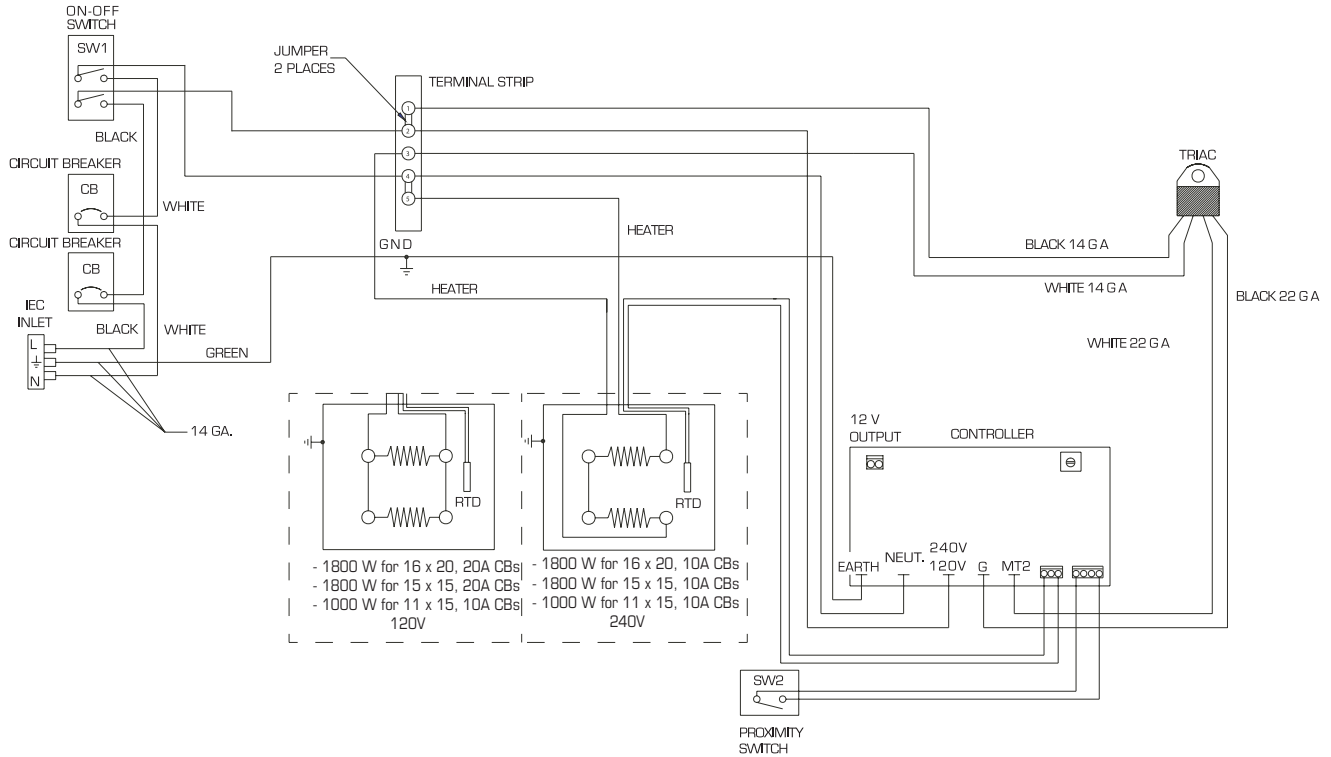 ON-OFF
SWITCH
SW1
JUMPER
2 PLACES
TERMINAL STRIP
1
2
3
4
5
BLACK
CIRCUIT BREAKER
CB
WHITE
CIRCUIT BREAKER
CB
TRIAC
GND
HEATER
BLACK 14 GA
HEATER
WHITE 14 GA
BLACK 22 GA
IEC
INLET
BLACK
WHITE
L
N
GREEN
WHITE 22 GA
14 GA.
12 V
OUTPUT
CONTROLLER
RTD
RTD
- 1800 W for 16 x 20, 20A CBs
- 1800 W for 15 x 15, 20A CBs
- 1000 W for 11 x 15, 10A CBs
120V
- 1800 W for 16 x 20, 10A CBs
- 1800 W for 15 x 15, 10A CBs
- 1000 W for 11 x 15, 10A CBs
240V
EARTH
NEUT.
240V
120V
G
MT2
SW2
PROXIMITY
SWITCH